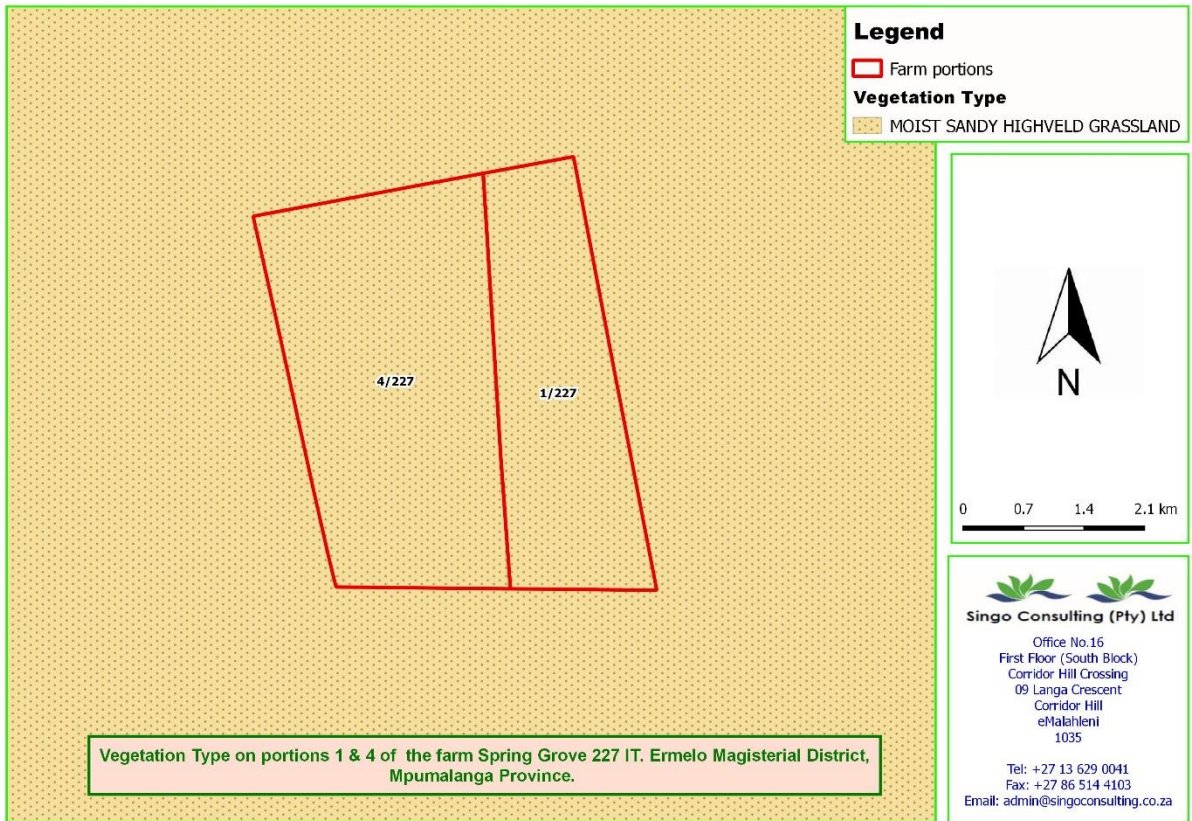 Legend
Farm portions
Vegetation Type
MOIST SANDY HIGHVELD GRASSLAND
4/227
1/227
N
0 0.7 1.4 2.1 km
Vegetation Type on portions 1 & 4 of the farm Spring Grove 227 IT. Ermelo Magisterial District,
Mpumalanga Province.
Singo Consulting (Pty) Ltd
Office No.16
First Floor (South Block)
Corridor Hill Crossing
09 Langa Crescent
Corridor Hill
eMalahleni
1035
Tel: +27 13 629 0041
Fax: +27 86 514 4103
Email: admin@singoconsulting.co.za